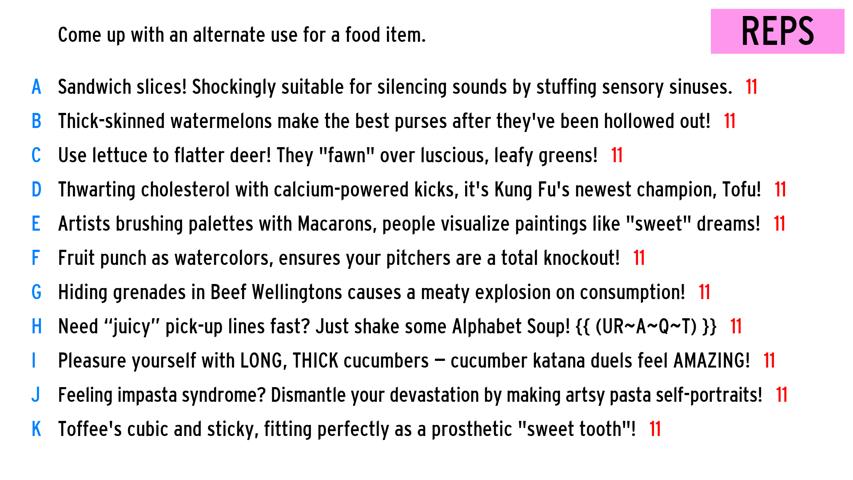 Come up with an alternate use for a food item.
REPS
A Sandwich slices! Shockingly suitable for silencing sounds by stuffing sensory sinuses. 11
B Thick-skinned watermelons make the best purses after they've been hollowed out! 11
C Use lettuce to flatter deer! They "fawn" over luscious, leafy greens! 11
D Thwarting cholesterol with calcium-powered kicks, it's Kung Fu's newest champion, Tofu! 11
E Artists brushing palettes with Macarons, people visualize paintings like "sweet" dreams! 11
F Fruit punch as watercolors, ensures your pitchers are a total knockout! 11
G Hiding grenades in Beef Wellingtons causes a meaty explosion on consumption! 11
H Need “juicy” pick-up lines fast? Just shake some Alphabet Soup! {{ (UR~A~Q~T) }} 11
I Pleasure yourself with LONG, THICK cucumbers – cucumber katana duels feel AMAZING! 11
J Feeling impasta syndrome? Dismantle your devastation by making artsy pasta self-portraits! 11
K Toffee's cubic and sticky, fitting perfectly as a prosthetic "sweet tooth"! 11